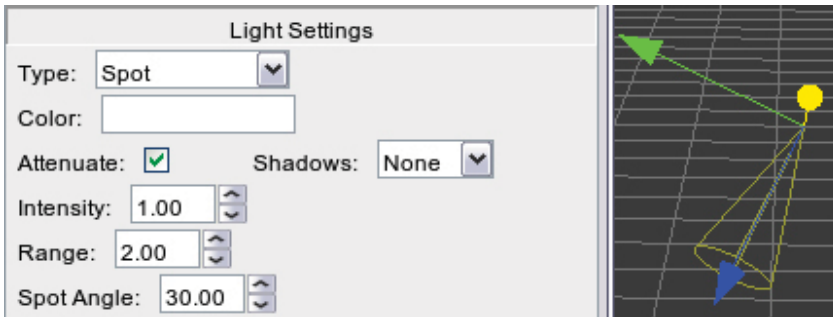 Light Settings
Type: Spot
Color:
Attenuate: Shadows: None
Intensity: 1.00
Range: 2.00
Spot Angle: 30.00